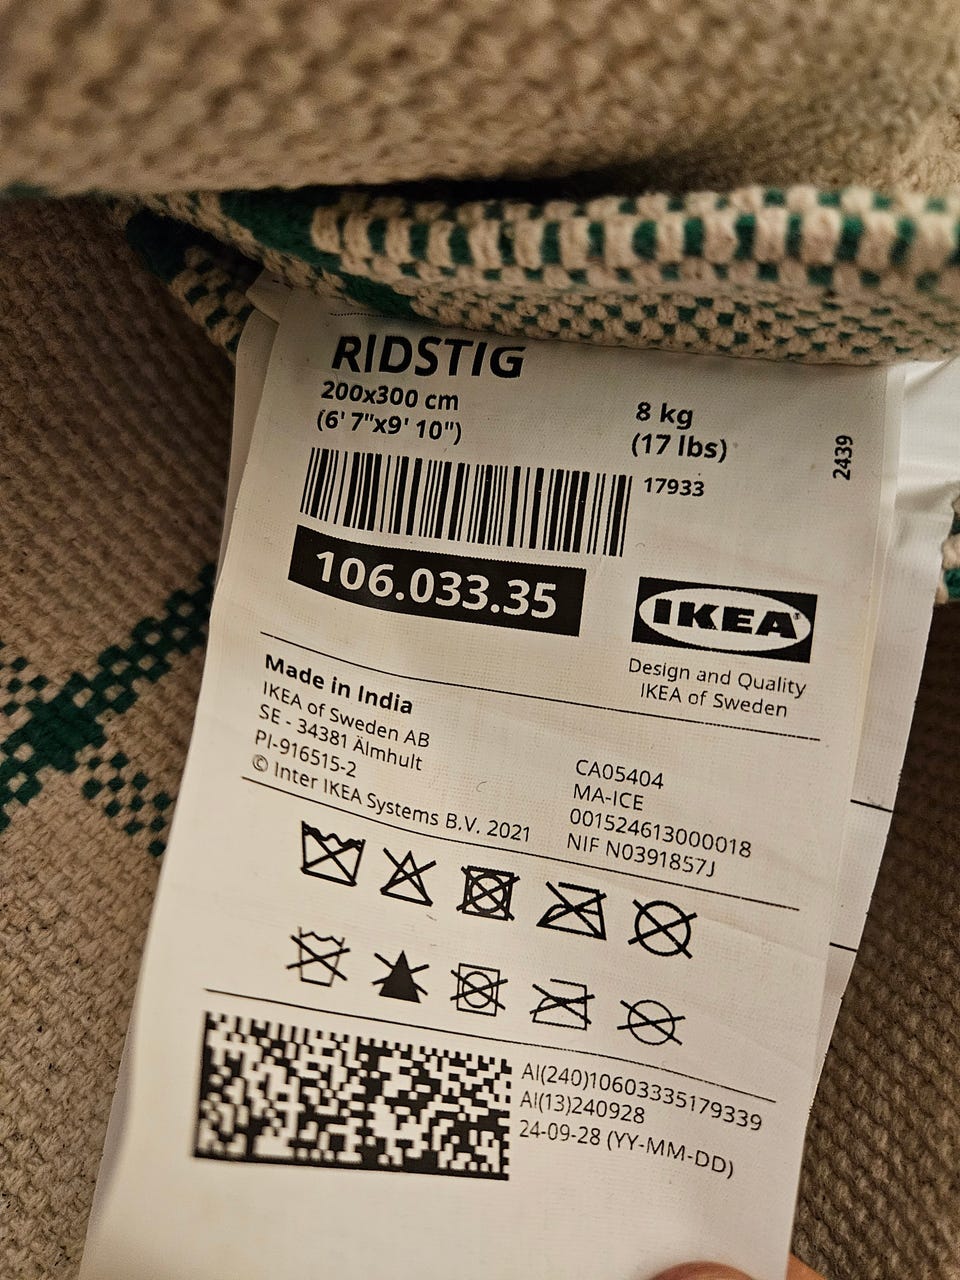 RIDSTIG
200x300 cm
(6' 7"x9' 10")
8 kg
(17 lbs)
2439
17933
106.033.35
IKEA
Design and Quality
IKEA of Sweden
Made in India
IKEA of Sweden AB
SE - 34381 Älmhult
PI-916515-2
© Inter IKEA Systems B.V. 2021
CA05404
MA-ICE
001524613000018
NIF N0391857J
AI(240)10603335179339
AI(13)240928
24-09-28 (YY-MM-DD)